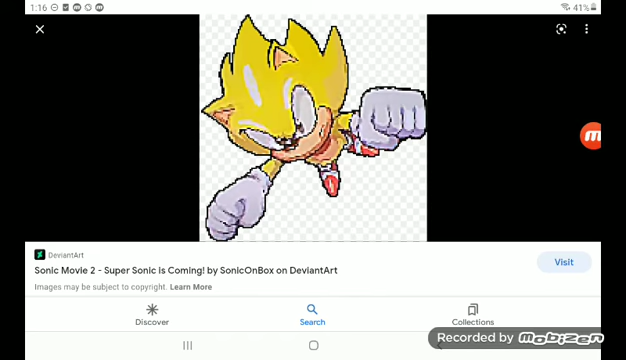 1:16
41%
DeviantArt
Sonic Movie 2 - Super Sonic is Coming! by SonicOnBox on DeviantArt
Visit
Images may be subject to copyright. Learn More
Discover
Search
Collections
Recorded by mobizen